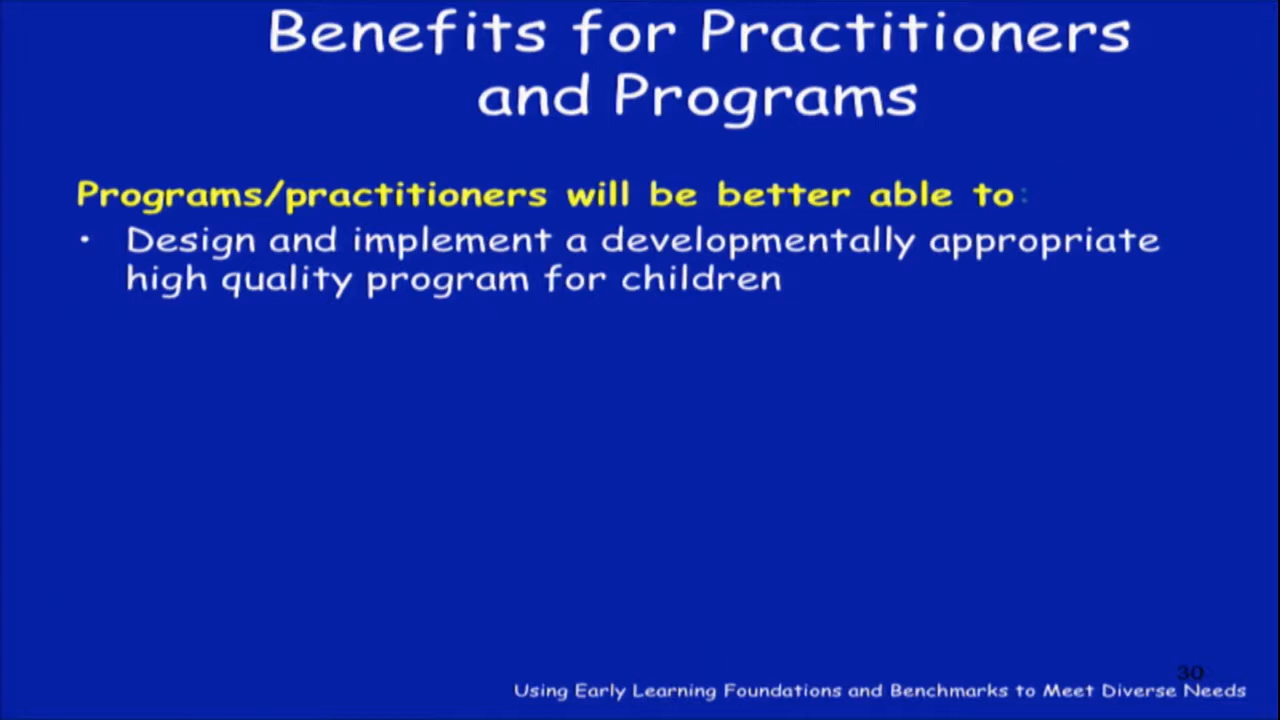 Benefits for Practitioners
and Programs
Programs/practitioners will be better able to:
• Design and implement a developmentally appropriate
high quality program for children
30
Using Early Learning Foundations and Benchmarks to Meet Diverse Needs